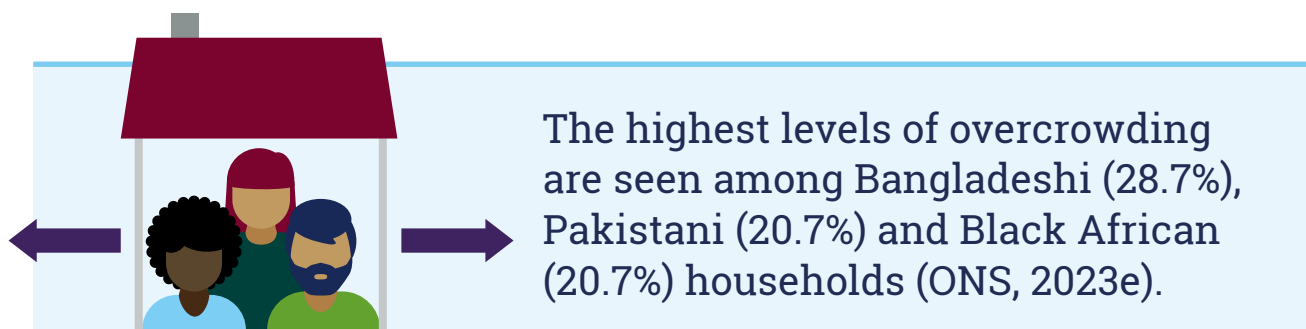 The highest levels of overcrowding
are seen among Bangladeshi (28.7%),
Pakistani (20.7%) and Black African
(20.7%) households (ONS, 2023e).